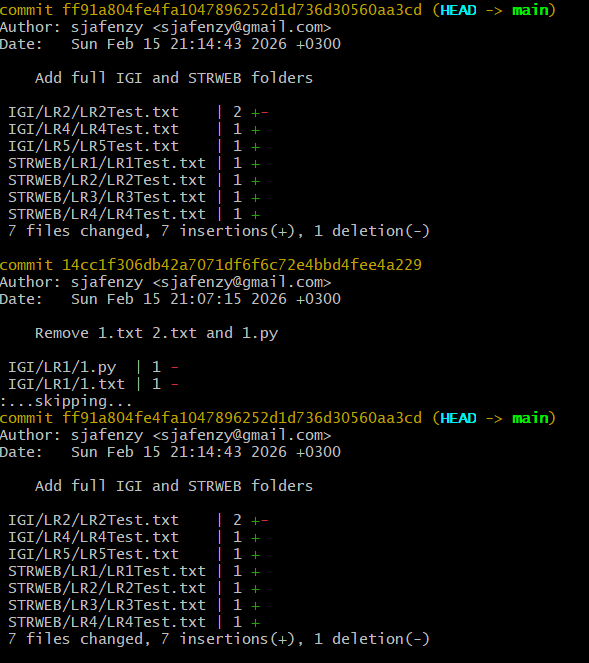 commit ff91a804fe4fa1047896252d1d736d30560aa3cd (HEAD -> main)
Author: sjafenzy <sjafenzy@gmail.com>
Date:   Sun Feb 15 21:14:43 2026 +0300

    Add full IGI and STRWEB folders

 IGI/LR2/LR2Test.txt    | 2 +-
 IGI/LR4/LR4Test.txt    | 1 +
 IGI/LR5/LR5Test.txt    | 1 +
 STRWEB/LR1/LR1Test.txt | 1 +
 STRWEB/LR2/LR2Test.txt | 1 +
 STRWEB/LR3/LR3Test.txt | 1 +
 STRWEB/LR4/LR4Test.txt | 1 +
 7 files changed, 7 insertions(+), 1 deletion(-)

commit 14cc1f306db42a7071df6f6c72e4bbd4fee4a229
Author: sjafenzy <sjafenzy@gmail.com>
Date:   Sun Feb 15 21:07:15 2026 +0300

    Remove 1.txt 2.txt and 1.py

 IGI/LR1/1.py  | 1 -
 IGI/LR1/1.txt | 1 -
:...skipping...
commit ff91a804fe4fa1047896252d1d736d30560aa3cd (HEAD -> main)
Author: sjafenzy <sjafenzy@gmail.com>
Date:   Sun Feb 15 21:14:43 2026 +0300

    Add full IGI and STRWEB folders

 IGI/LR2/LR2Test.txt    | 2 +-
 IGI/LR4/LR4Test.txt    | 1 +
 IGI/LR5/LR5Test.txt    | 1 +
 STRWEB/LR1/LR1Test.txt | 1 +
 STRWEB/LR2/LR2Test.txt | 1 +
 STRWEB/LR3/LR3Test.txt | 1 +
 STRWEB/LR4/LR4Test.txt | 1 +
 7 files changed, 7 insertions(+), 1 deletion(-)